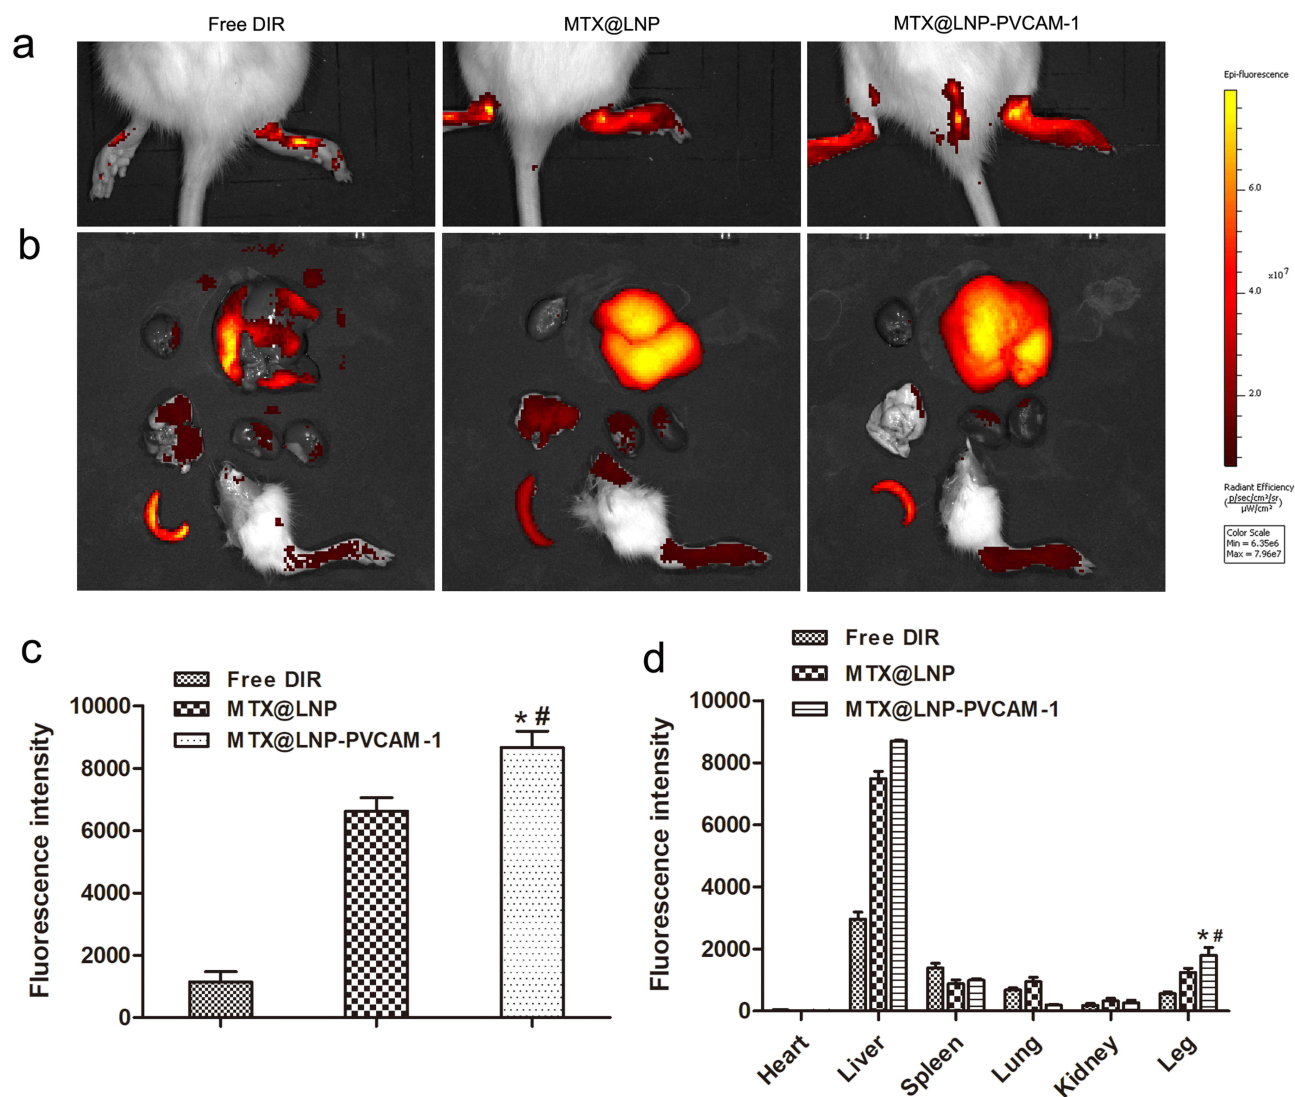 a
Free DIR
MTX@LNP
MTX@LNP-PVCAM-1
Epi-fluorescence
6.0
4.0
x10⁷
2.0
Radiant Efficiency
(p/sec/cm²/sr
µW/cm²)
Color Scale
Min = 6.35e6
Max = 7.96e7
b
c
Free DIR
MTX@LNP
MTX@LNP-PVCAM-1
* #
Fluorescence intensity
10000
8000
6000
4000
2000
0
d
Free DIR
MTX@LNP
MTX@LNP-PVCAM-1
Fluorescence intensity
10000
8000
6000
4000
2000
0
* #
Heart
Liver
Spleen
Lung
Kidney
Leg